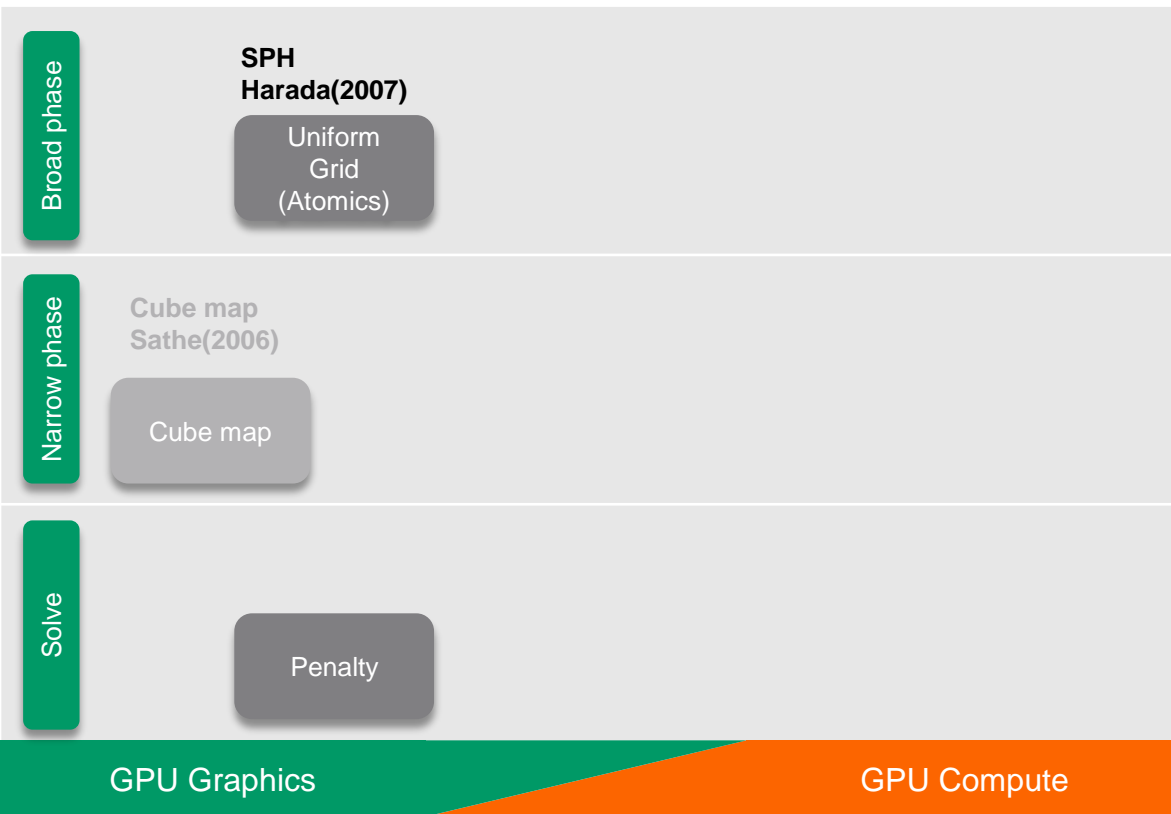 Broad phase
SPH
Harada(2007)
Uniform
Grid
(Atomics)
Narrow phase
Cube map
Sathe(2006)
Cube map
Solve
Penalty
GPU Graphics
GPU Compute